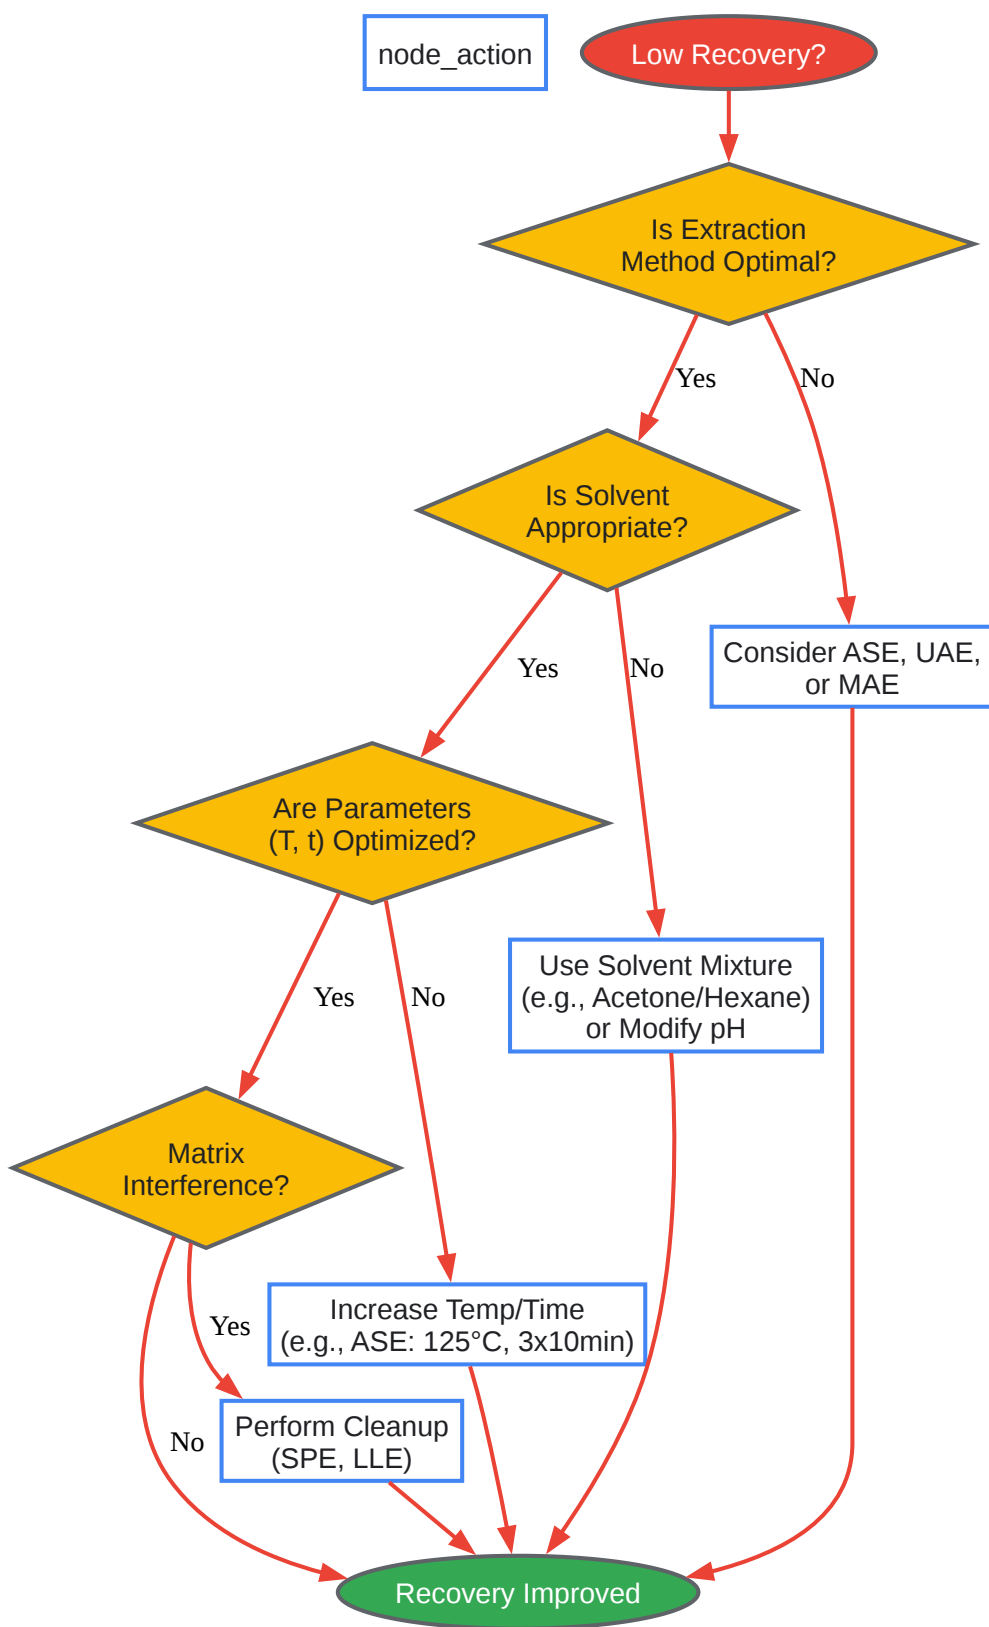 node_action
Low Recovery?
Is Extraction
Method Optimal?
Yes
No
Is Solvent
Appropriate?
Yes
No
Consider ASE, UAE,
or MAE
Are Parameters
(T, t) Optimized?
Yes
No
Use Solvent Mixture
(e.g., Acetone/Hexane)
or Modify pH
Matrix
Interference?
Yes
No
Increase Temp/Time
(e.g., ASE: 125°C, 3x10min)
Perform Cleanup
(SPE, LLE)
Recovery Improved